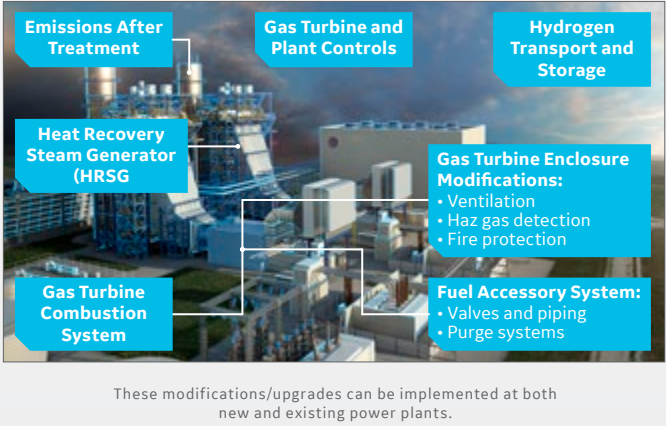 Emissions After
Treatment
Gas Turbine and
Plant Controls
Hydrogen
Transport and
Storage
Heat Recovery
Steam Generator
(HRSG
Gas Turbine Enclosure
Modifications:
• Ventilation
• Haz gas detection
• Fire protection
Gas Turbine
Combustion
System
Fuel Accessory System:
• Valves and piping
• Purge systems
These modifications/upgrades can be implemented at both
new and existing power plants.